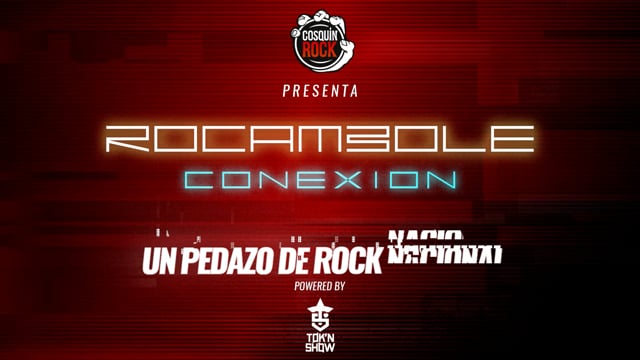 COSQUÍN
ROCK
PRESENTA
ROCAMBOLE
CONEXION
UN PEDAZO DE ROCK
POWERED BY
TOK'N
SHOW